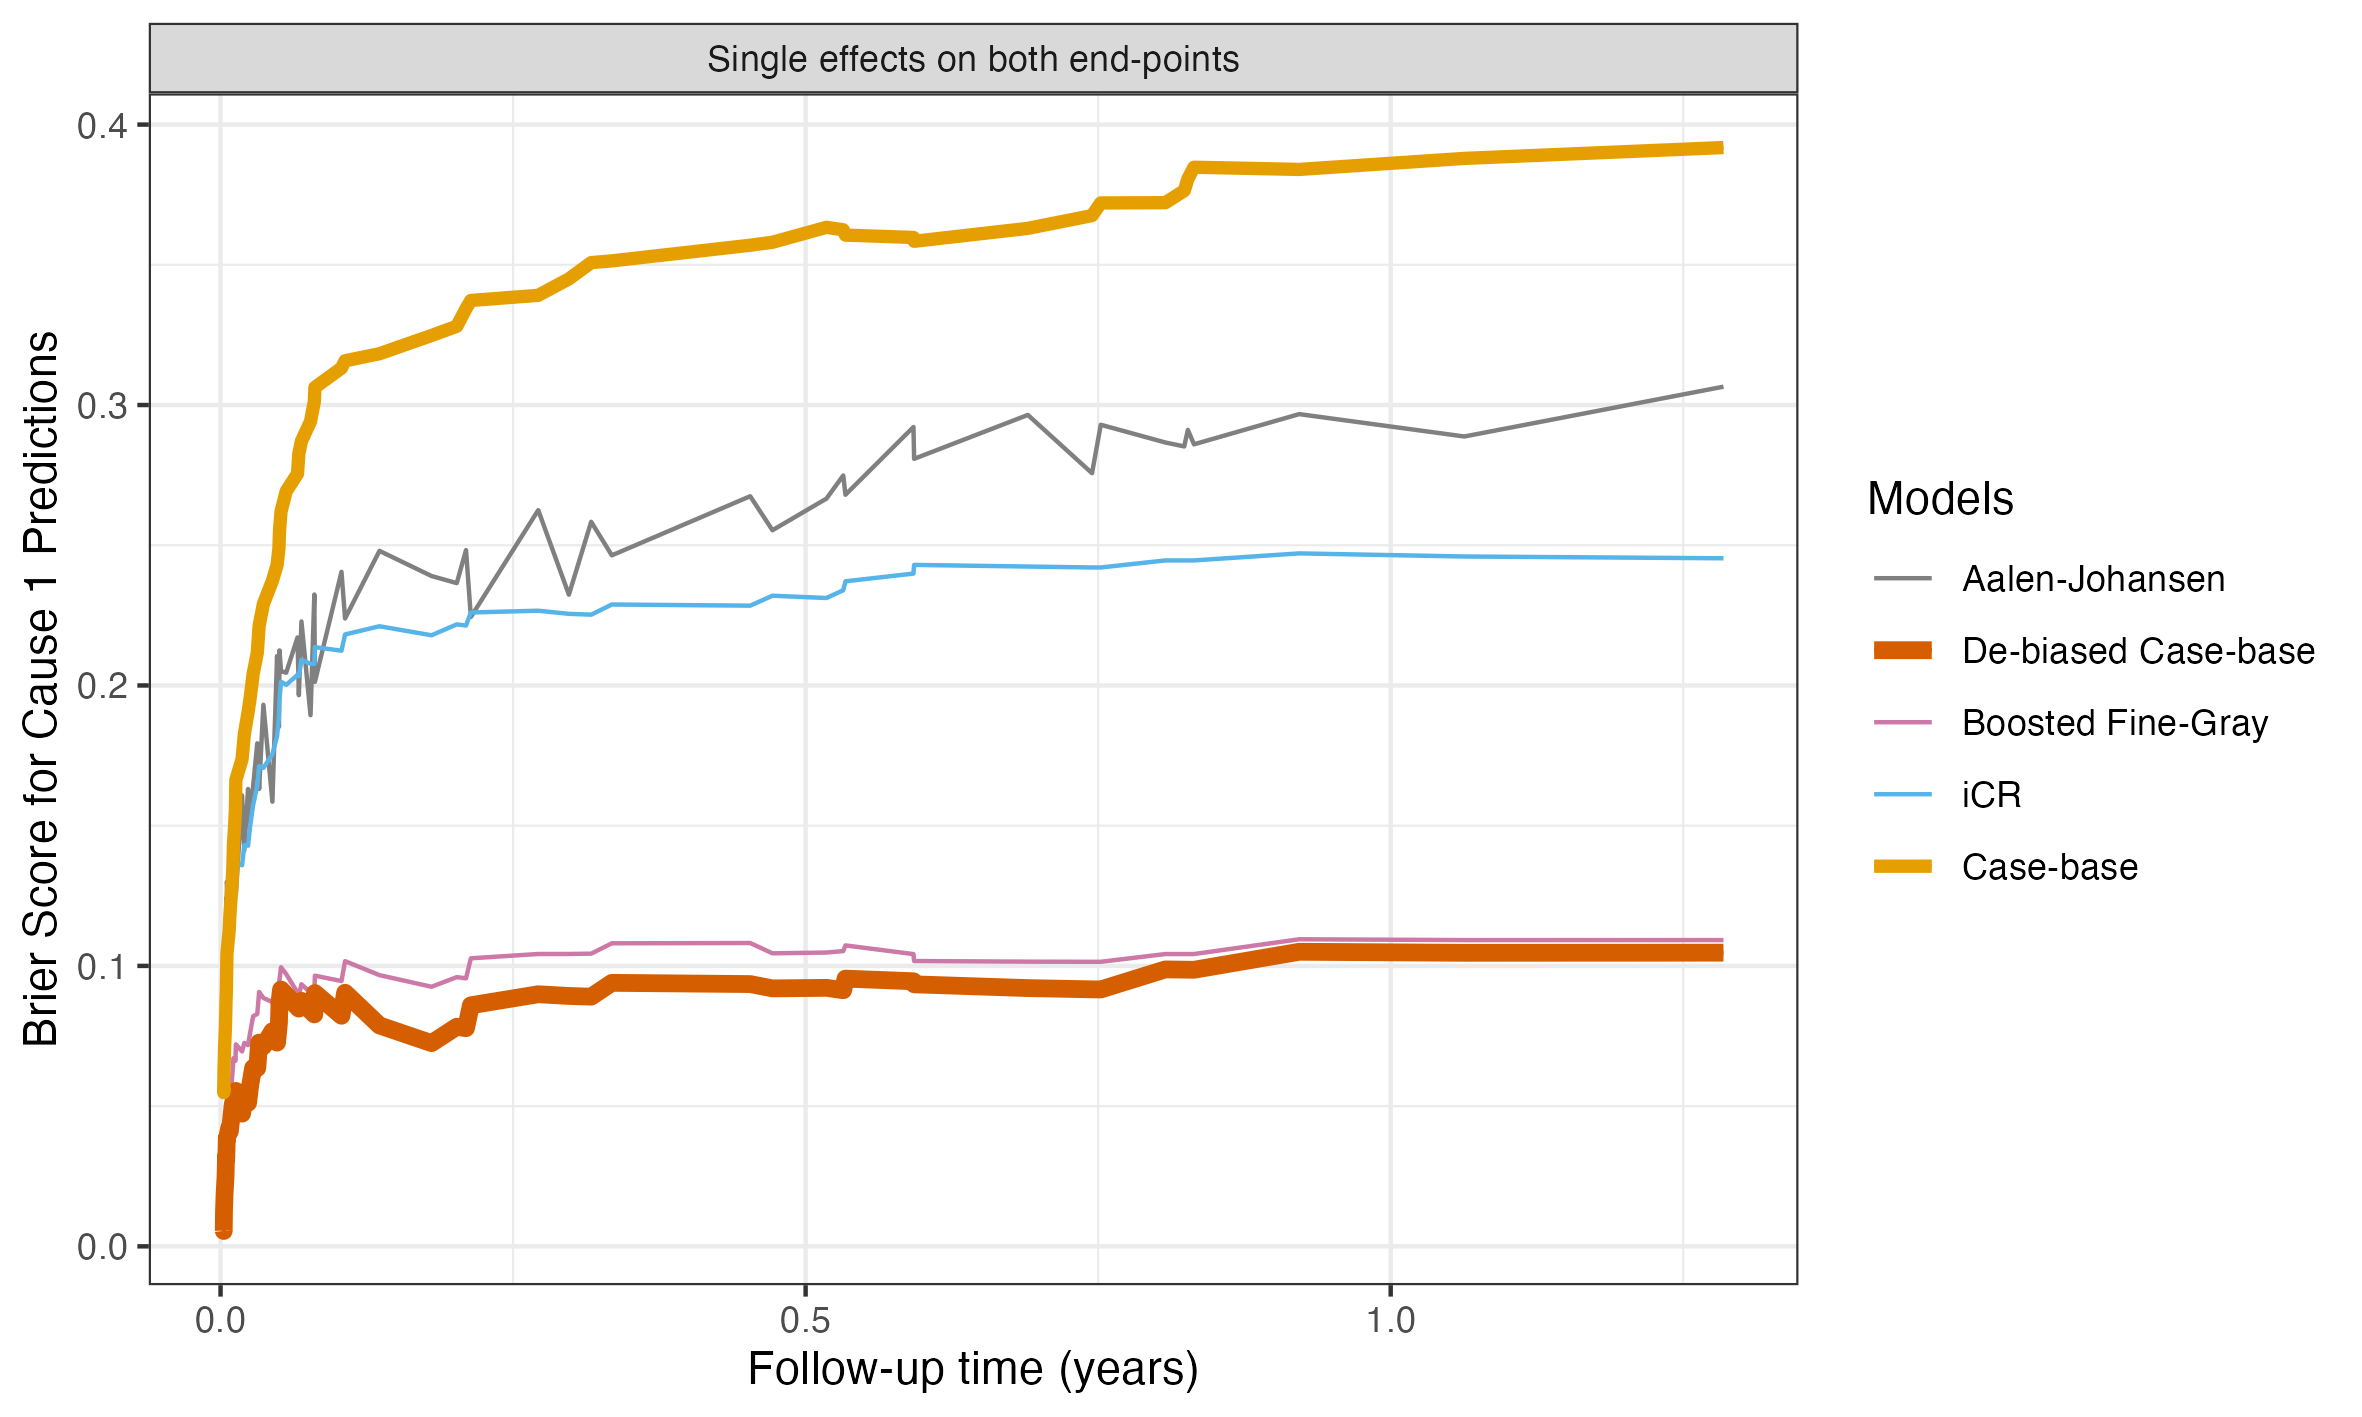 Single effects on both end-points
Brier Score for Cause 1 Predictions
0.4
0.3
0.2
0.1
0.0
0.0
0.5
1.0
Follow-up time (years)
Models
Aalen-Johansen
De-biased Case-base
Boosted Fine-Gray
iCR
Case-base